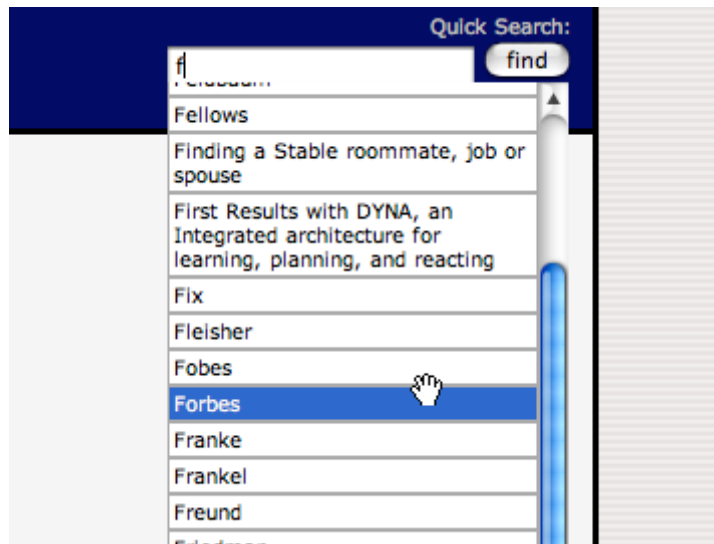 Quick Search:
f
find
Fellows
Finding a Stable roommate, job or
spouse
First Results with DYNA, an
Integrated architecture for
learning, planning, and reacting
Fix
Fleisher
Fobes
Forbes
Franke
Frankel
Freund